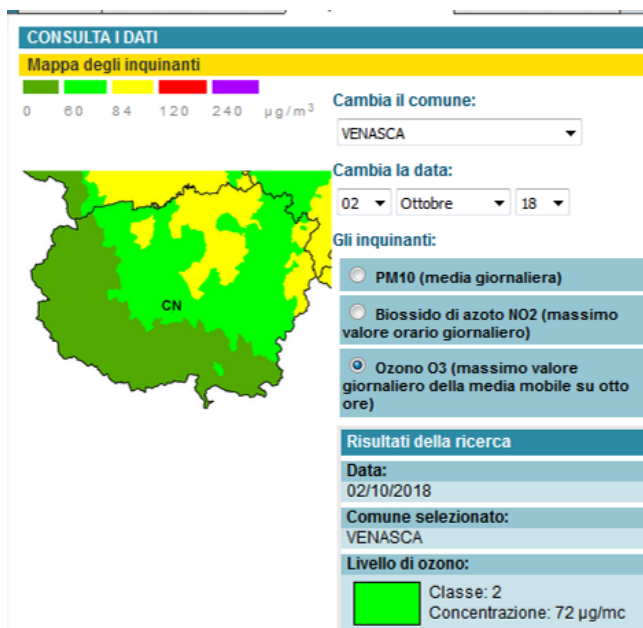 CONSULTA I DATI
Mappa degli inquinanti
0 60 84 120 240 µg/m³
Cambia il comune:
VENASCA
Cambia la data:
02 Ottobre 18
Gli inquinanti:
PM10 (media giornaliera)
Biossido di azoto NO2 (massimo
valore orario giornaliero)
Ozono O3 (massimo valore
giornaliero della media mobile su otto
ore)
CN
Risultati della ricerca
Data:
02/10/2018
Comune selezionato:
VENASCA
Livello di ozono:
Classe: 2
Concentrazione: 72 µg/mc